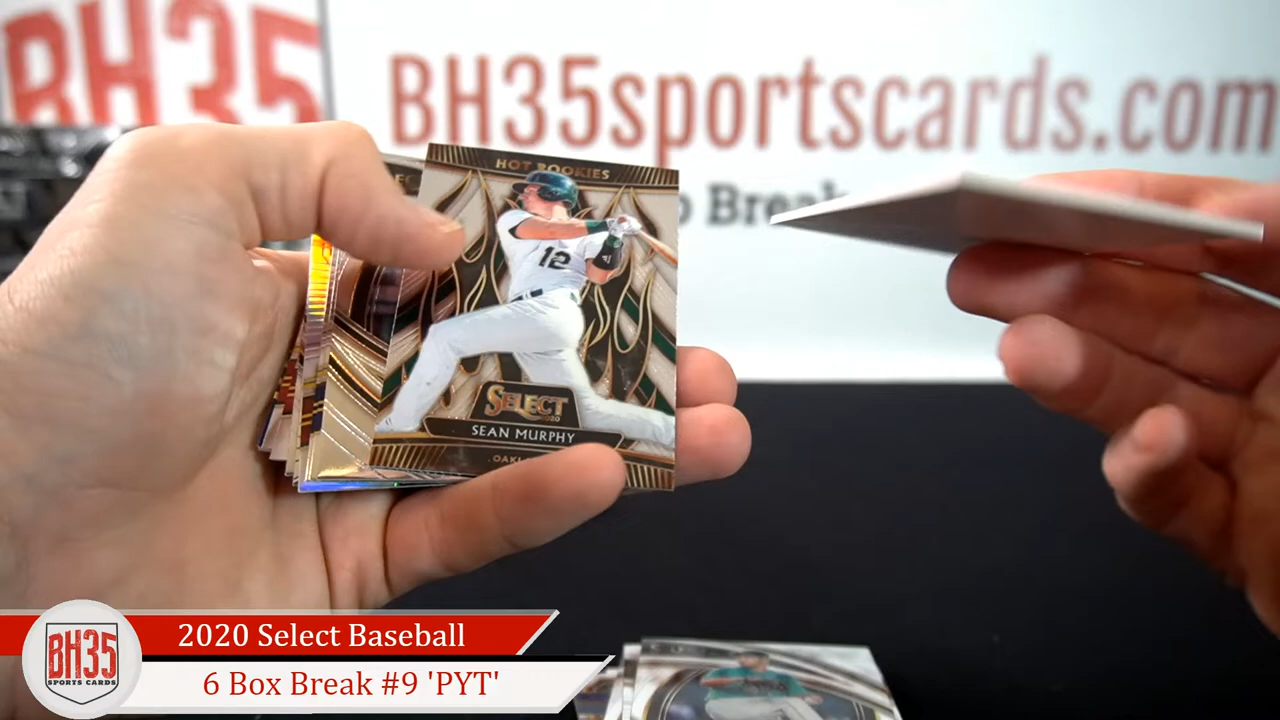 BH35
BH35sportscards.com
Brea
HOT ROOKIES
12
SELECT
2020
SEAN MURPHY
OAKL
2020 Select Baseball
6 Box Break #9 'PYT'
BH35
SPORTS CARDS